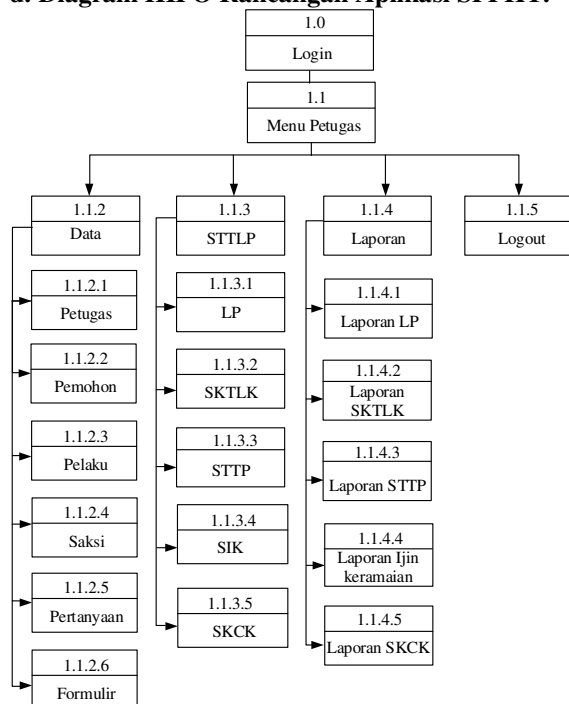 1.0
Login
1.1
Menu Petugas
1.1.2
Data
1.1.3
STTLP
1.1.4
Laporan
1.1.5
Logout
1.1.2.1
Petugas
1.1.2.2
Pemohon
1.1.2.3
Pelaku
1.1.2.4
Saksi
1.1.2.5
Pertanyaan
1.1.2.6
Formulir
1.1.3.1
LP
1.1.3.2
SKTLK
1.1.3.3
STTP
1.1.3.4
SIK
1.1.3.5
SKCK
1.1.4.1
Laporan LP
1.1.4.2
Laporan
SKTLK
1.1.4.3
Laporan STTP
1.1.4.4
Laporan Ijin
keramaian
1.1.4.5
Laporan SKCK